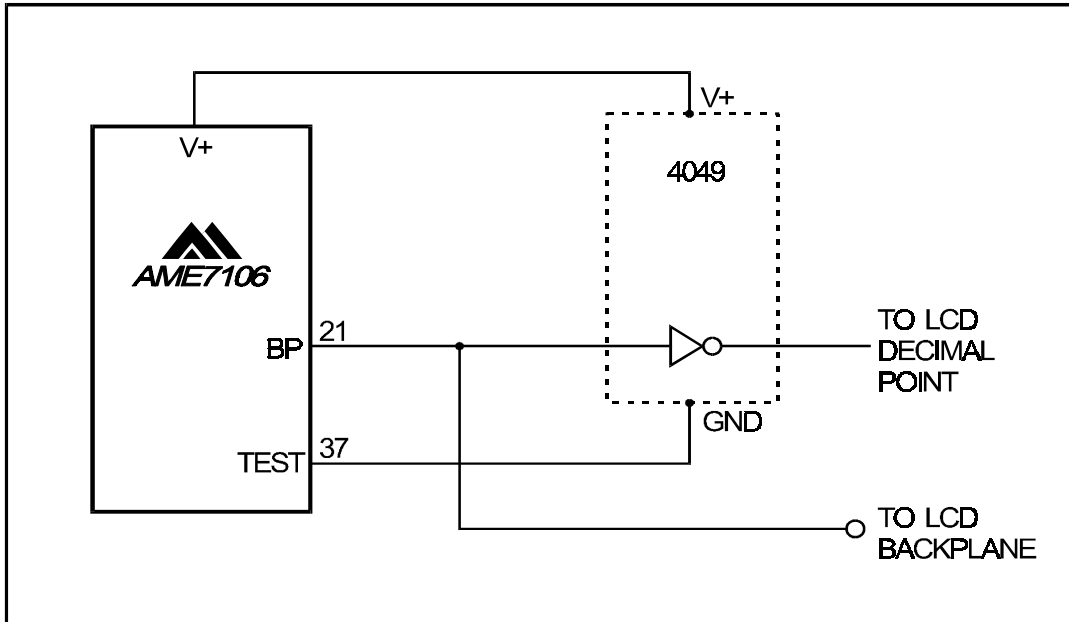 V+
V+
4049
AME7106
BP
21
TO LCD
DECIMAL
POINT
GND
TEST
37
TO LCD
BACKPLANE